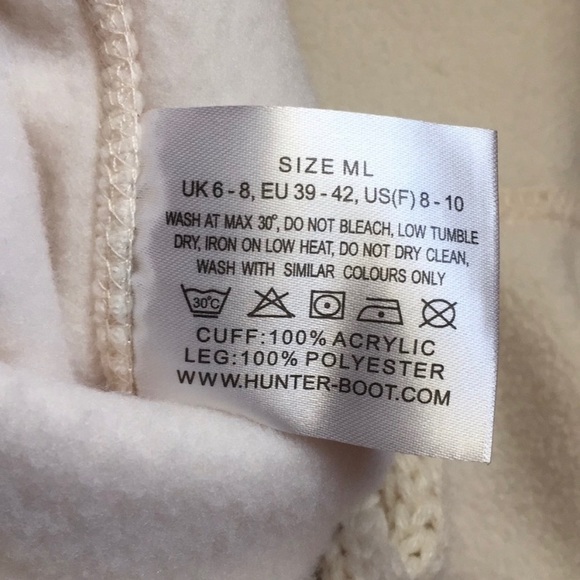 SIZE ML
UK 6 - 8, EU 39 - 42, US(F) 8 - 10
WASH AT MAX 30°, DO NOT BLEACH, LOW TUMBLE
DRY, IRON ON LOW HEAT, DO NOT DRY CLEAN,
WASH WITH SIMILAR COLOURS ONLY
30°C
CUFF:100% ACRYLIC
LEG:100% POLYESTER
WWW.HUNTER-BOOT.COM